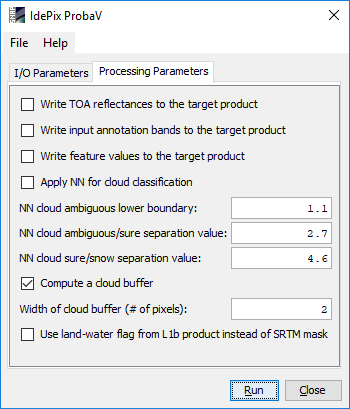 IdePix ProbaV
File Help
I/O Parameters Processing Parameters
Write TOA reflectances to the target product
Write input annotation bands to the target product
Write feature values to the target product
Apply NN for cloud classification
NN cloud ambiguous lower boundary: 1.1
NN cloud ambiguous/sure separation value: 2.7
NN cloud sure/snow separation value: 4.6
Compute a cloud buffer
Width of cloud buffer (# of pixels): 2
Use land-water flag from L1b product instead of SRTM mask
Run Close